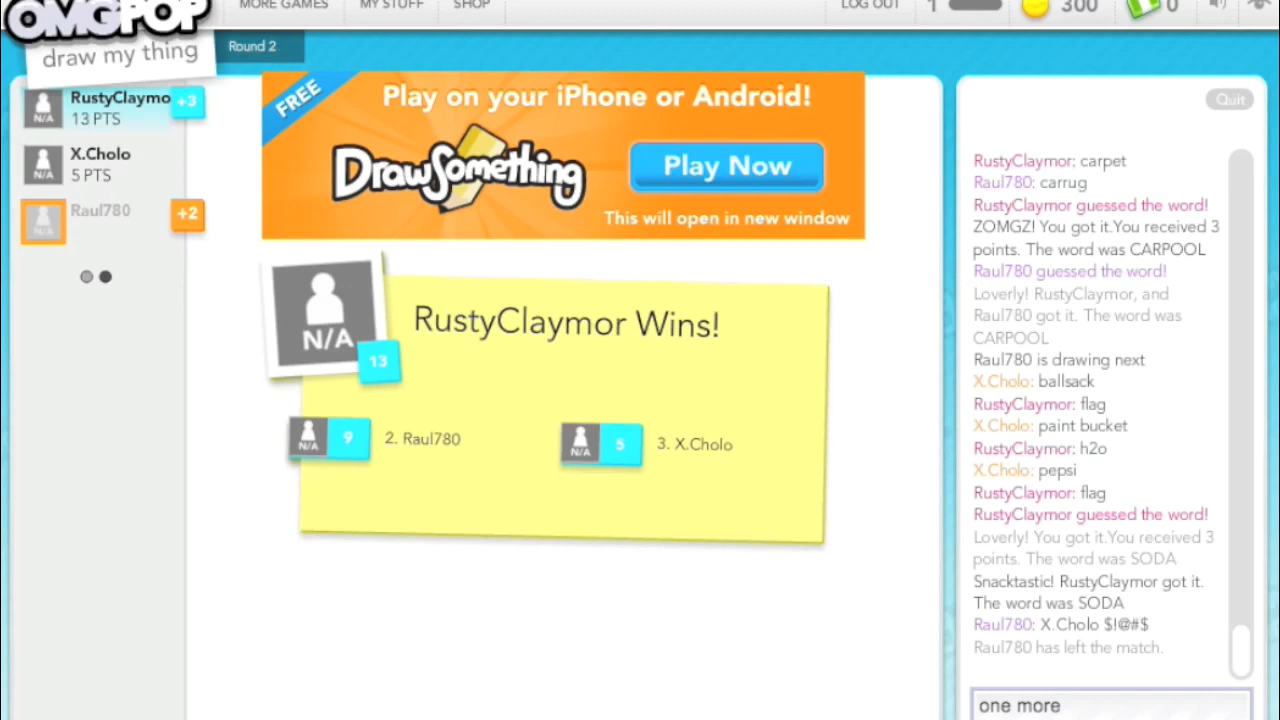 OMGPOP
MORE GAMES
MY STUFF
SHOP
LOG OUT
1
300
0
draw my thing
Round 2
RustyClaymo
+3
N/A
13 PTS
X.Cholo
N/A
5 PTS
Raul780
+2
N/A
FREE
Play on your iPhone or Android!
DrawSomething
Play Now
This will open in new window
N/A
13
RustyClaymor Wins!
N/A
9
2. Raul780
N/A
5
3. X.Cholo
Quit
RustyClaymor: carpet
Raul780: carrug
RustyClaymor guessed the word!
ZOMGZ! You got it.You received 3
points. The word was CARPOOL
Raul780 guessed the word!
Loverly! RustyClaymor, and
Raul780 got it. The word was
CARPOOL
Raul780 is drawing next
X.Cholo: ballsack
RustyClaymor: flag
X.Cholo: paint bucket
RustyClaymor: h2o
X.Cholo: pepsi
RustyClaymor: flag
RustyClaymor guessed the word!
Loverly! You got it.You received 3
points. The word was SODA
Snacktastic! RustyClaymor got it.
The word was SODA
Raul780: X.Cholo $!@#$
Raul780 has left the match.
one more